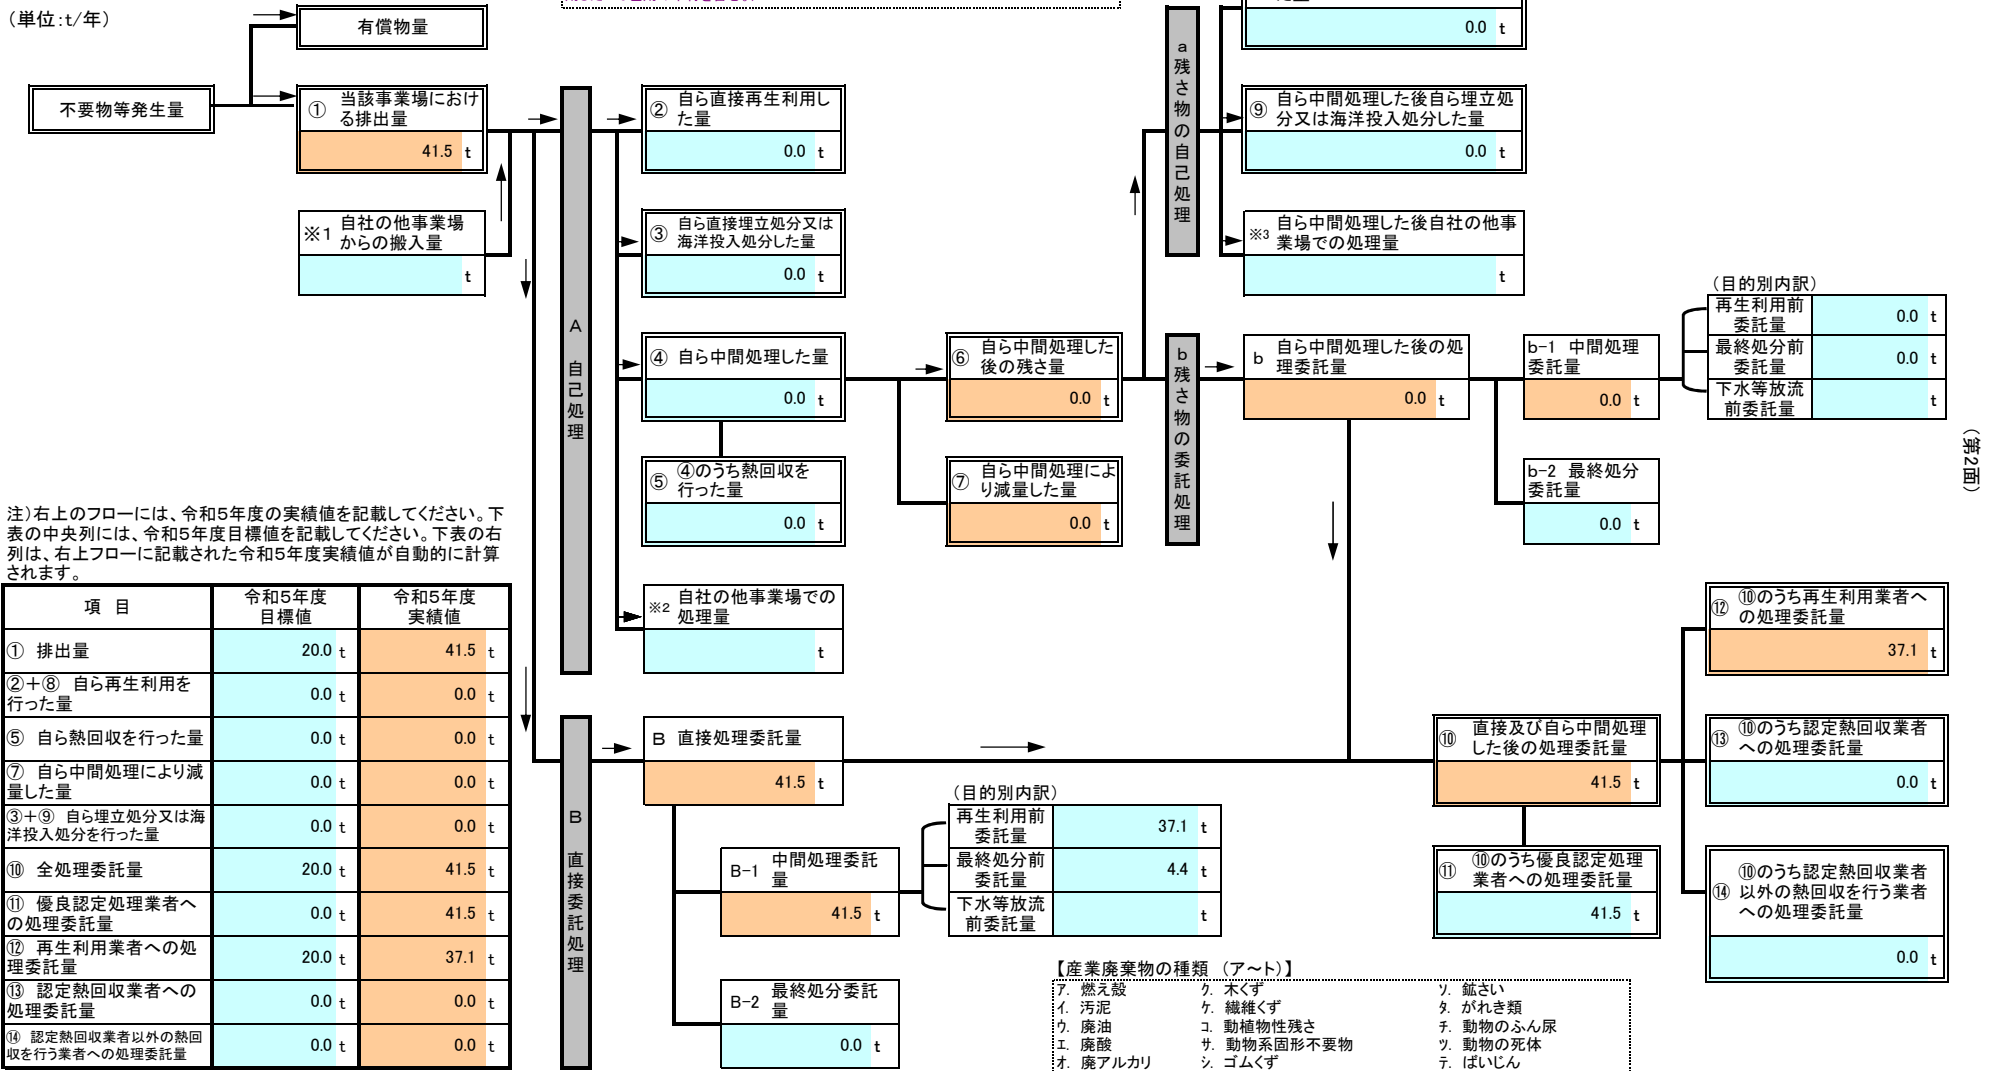 （単位:t/年）
有償物量
不要物等発生量
① 当該事業場におけ
る排出量
41.5 t
※1 自社の他事業場
からの搬入量
t
A 自己処理
② 自ら直接再生利用し
た量
0.0 t
③ 自ら直接埋立処分又は
海洋投入処分した量
0.0 t
④ 自ら中間処理した量
0.0 t
⑤ ④のうち熱回収を
行った量
0.0 t
※2 自社の他事業場での
処理量
t
⑥ 自ら中間処理した
後の残さ量
0.0 t
⑦ 自ら中間処理によ
り減量した量
0.0 t
a 残さ物の自己処理
0.0 t
⑨ 自ら中間処理した後自ら埋立処
分又は海洋投入処分した量
0.0 t
※3 自ら中間処理した後自社の他事
業場での処理量
t
b 残さ物の委託処理
b 自ら中間処理した後の処
理委託量
0.0 t
b-1 中間処理
委託量
0.0 t
b-2 最終処分
委託量
0.0 t
（目的別内訳）
再生利用前
委託量
0.0 t
最終処分前
委託量
0.0 t
下水等放流
前委託量
t
（第2面）
注）右上のフローには、令和5年度の実績値を記載してください。下
表の中央列には、令和5年度目標値を記載してください。下表の右
列は、右上フローに記載された令和5年度実績値が自動的に計算
されます。
項 目 令和5年度 目標値 令和5年度 実績値
① 排出量 20.0 t 41.5 t
②＋⑧ 自ら再生利用を
行った量 0.0 t 0.0 t
⑤ 自ら熱回収を行った量 0.0 t 0.0 t
⑦ 自ら中間処理により減
量した量 0.0 t 0.0 t
③＋⑨ 自ら埋立処分又は海
洋投入処分を行った量 0.0 t 0.0 t
⑩ 全処理委託量 20.0 t 41.5 t
⑪ 優良認定処理業者へ
の処理委託量 0.0 t 41.5 t
⑫ 再生利用業者への処
理委託量 20.0 t 37.1 t
⑬ 認定熱回収業者への
処理委託量 0.0 t 0.0 t
⑭ 認定熱回収業者以外の熱回
収を行う業者への処理委託量 0.0 t 0.0 t
B 直接委託処理
B 直接処理委託量
41.5 t
B-1 中間処理委託
量
41.5 t
B-2 最終処分委託
量
0.0 t
（目的別内訳）
再生利用前
委託量
37.1 t
最終処分前
委託量
4.4 t
下水等放流
前委託量
t
⑩ 直接及び自ら中間処理
した後の処理委託量
41.5 t
⑪ ⑩のうち優良認定処理
業者への処理委託量
41.5 t
⑫ ⑩のうち再生利用業者へ
の処理委託量
37.1 t
⑬ ⑩のうち認定熱回収業者
への処理委託量
0.0 t
⑭ ⑩のうち認定熱回収業者
以外の熱回収を行う業者
への処理委託量
0.0 t
【産業廃棄物の種類 （ア～ト）】
ア. 燃え殻 ク. 木くず ソ. 鉱さい
イ. 汚泥 ケ. 繊維くず タ. がれき類
ウ. 廃油 コ. 動植物性残さ チ. 動物のふん尿
エ. 廃酸 サ. 動物系固形不要物 ツ. 動物の死体
オ. 廃アルカリ シ. ゴムくず テ. ばいじん